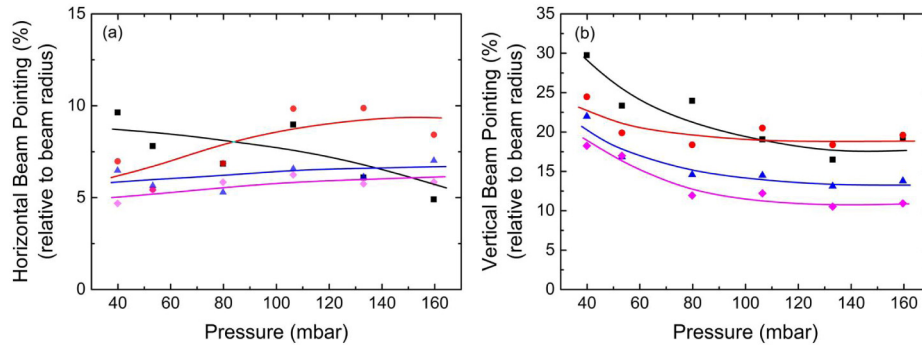 (a)
Horizontal Beam Pointing (%)
(relative to beam radius)
15
10
5
0
40 60 80 100 120 140 160
Pressure (mbar)
(b)
Vertical Beam Pointing (%)
(relative to beam radius)
35
30
25
20
15
10
5
0
40 60 80 100 120 140 160
Pressure (mbar)